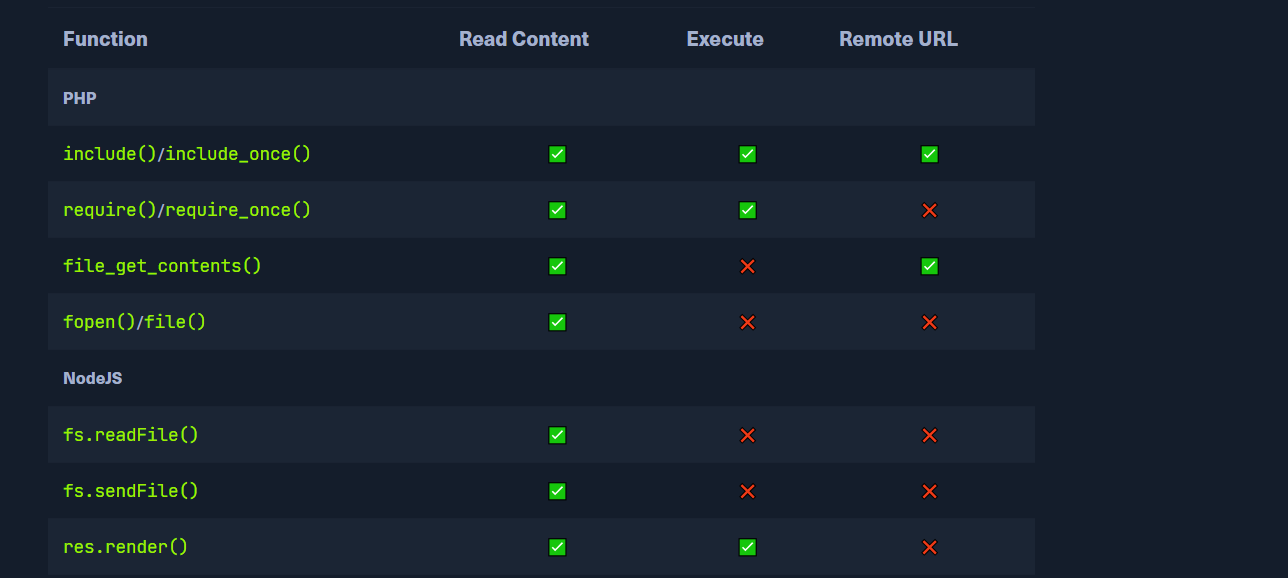 Function Read Content Execute Remote URL
PHP
include()/include_once() ✅ ✅ ✅
require()/require_once() ✅ ✅ ❌
file_get_contents() ✅ ❌ ✅
fopen()/file() ✅ ❌ ❌
NodeJS
fs.readFile() ✅ ❌ ❌
fs.sendFile() ✅ ❌ ❌
res.render() ✅ ✅ ❌